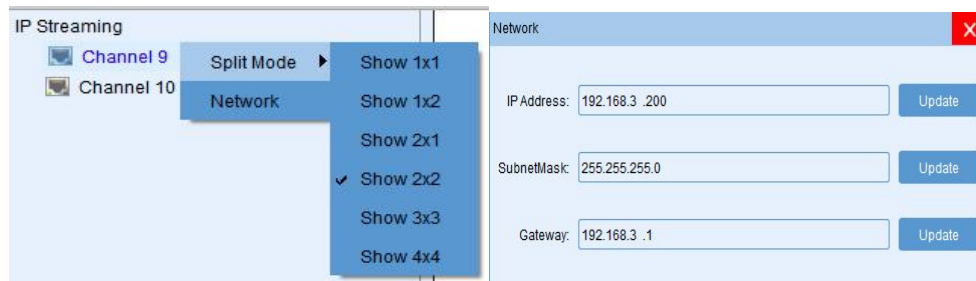 IP Streaming
Channel 9
Channel 10
Split Mode
Network
Show 1x1
Show 1x2
Show 2x1
Show 2x2
Show 3x3
Show 4x4
Network
X
IP Address: 192.168.3 .200 Update
SubnetMask: 255.255.255.0 Update
Gateway: 192.168.3 .1 Update